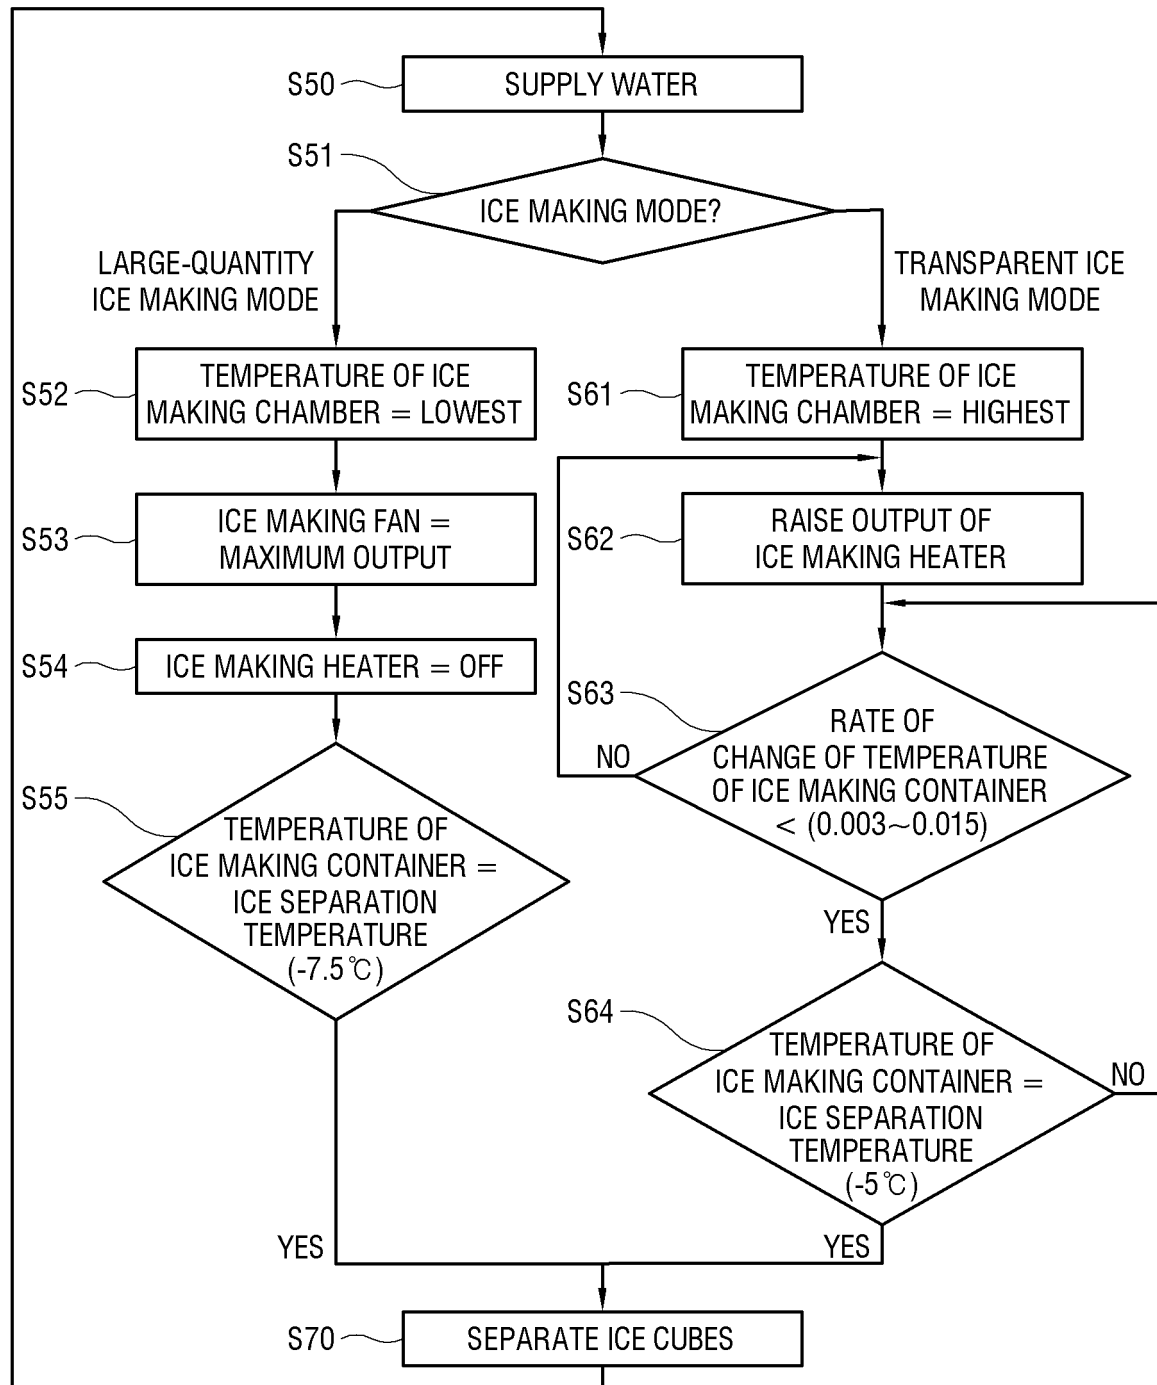 S50
SUPPLY WATER
S51
ICE MAKING MODE?
LARGE-QUANTITY
ICE MAKING MODE
TRANSPARENT ICE
MAKING MODE
S52
TEMPERATURE OF ICE
MAKING CHAMBER = LOWEST
S61
TEMPERATURE OF ICE
MAKING CHAMBER = HIGHEST
S53
ICE MAKING FAN =
MAXIMUM OUTPUT
S62
RAISE OUTPUT OF
ICE MAKING HEATER
S54
ICE MAKING HEATER = OFF
S63
RATE OF
CHANGE OF TEMPERATURE
OF ICE MAKING CONTAINER
< (0.003~0.015)
NO
YES
S55
TEMPERATURE OF
ICE MAKING CONTAINER =
ICE SEPARATION
TEMPERATURE
(-7.5℃)
YES
S64
TEMPERATURE OF
ICE MAKING CONTAINER =
ICE SEPARATION
TEMPERATURE
(-5℃)
NO
YES
S70
SEPARATE ICE CUBES